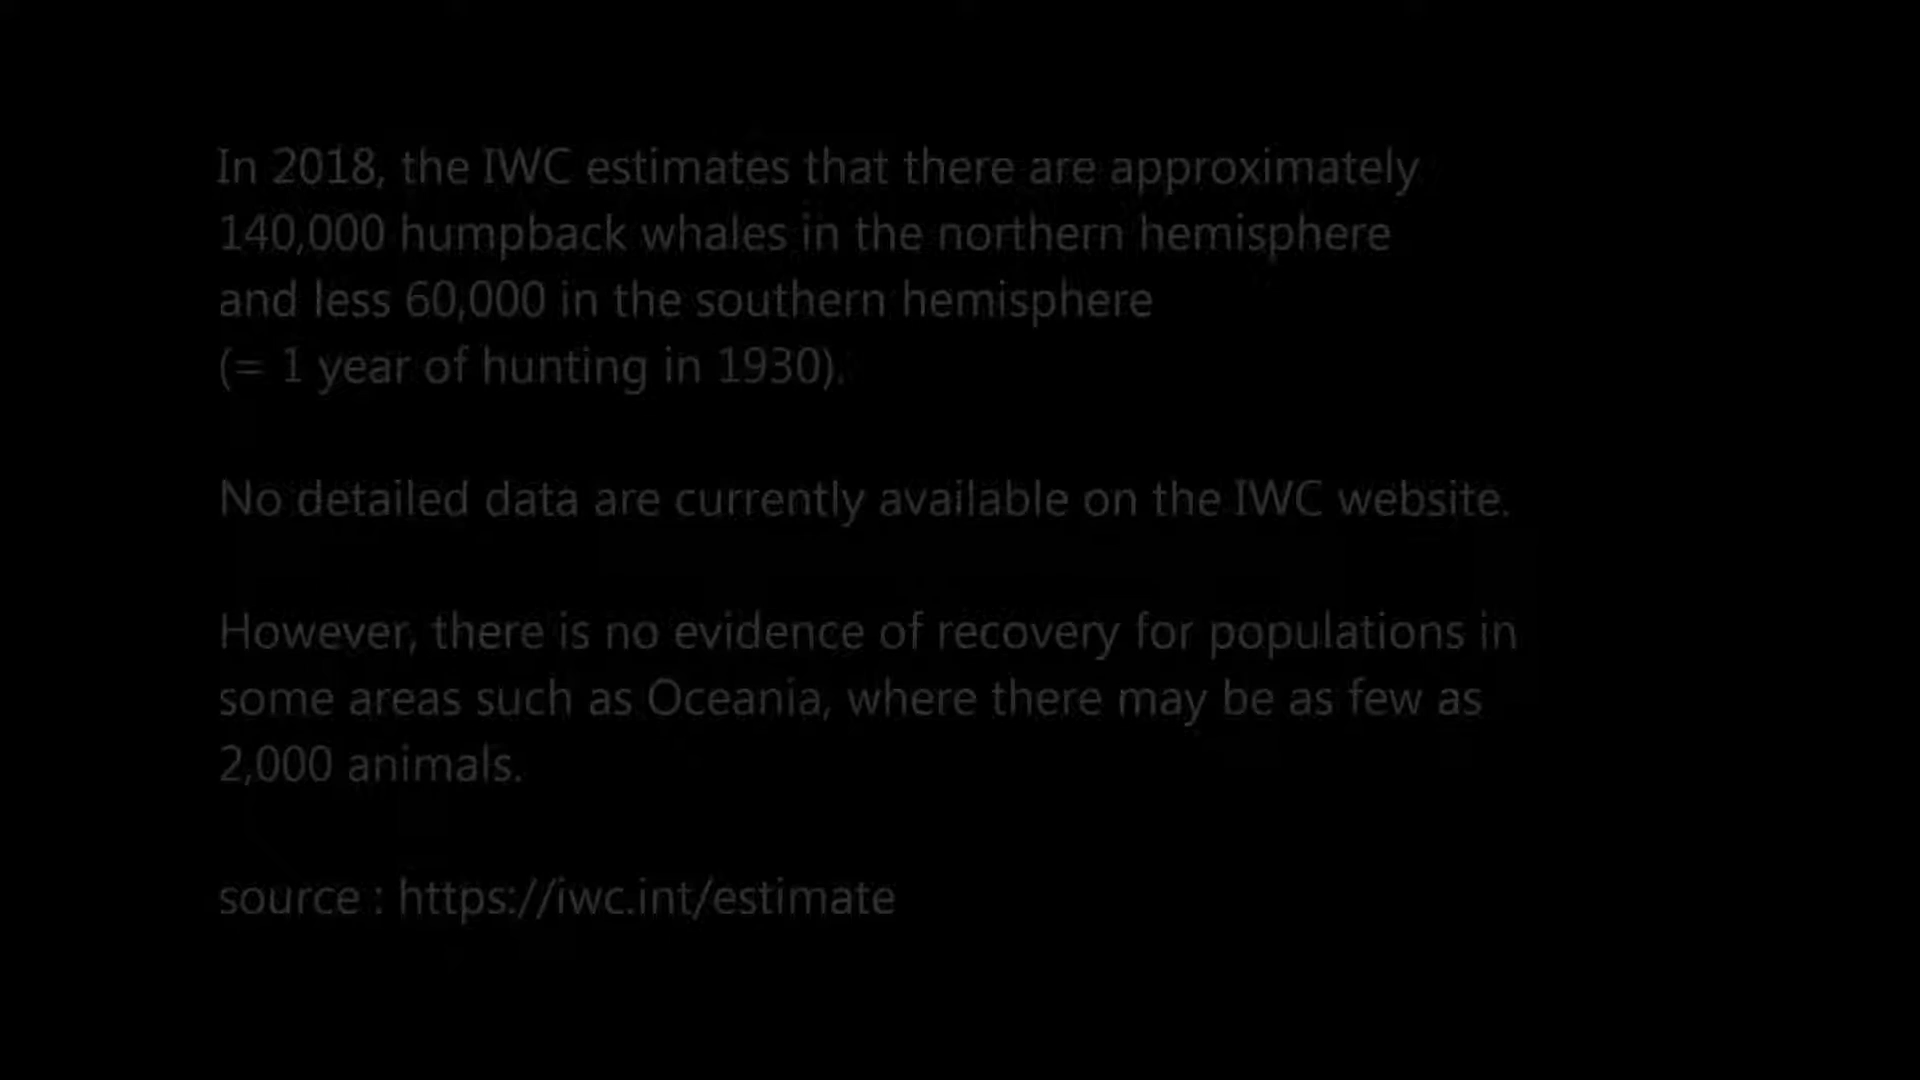 In 2018, the IWC estimates that there are approximately
140,000 humpback whales in the northern hemisphere
and less 60,000 in the southern hemisphere
(= 1 year of hunting in 1930).
No detailed data are currently available on the IWC website.
However, there is no evidence of recovery for populations in
some areas such as Oceania, where there may be as few as
2,000 animals.
source : https://iwc.int/estimate